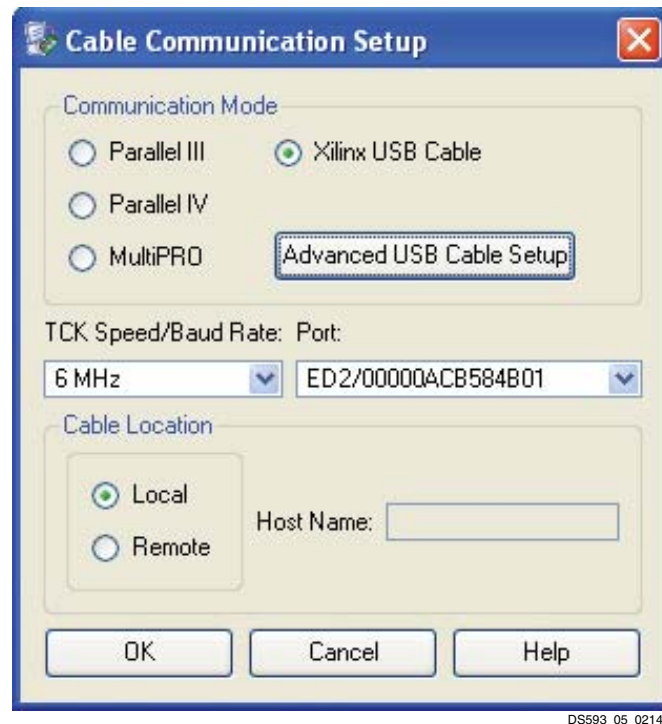 Cable Communication Setup
Communication Mode
Parallel III Xilinx USB Cable
Parallel IV
MultiPRO Advanced USB Cable Setup
TCK Speed/Baud Rate: Port:
6 MHz ED2/00000ACB584B01
Cable Location
Local
Host Name:
Remote
OK Cancel Help
DS593_05_0214